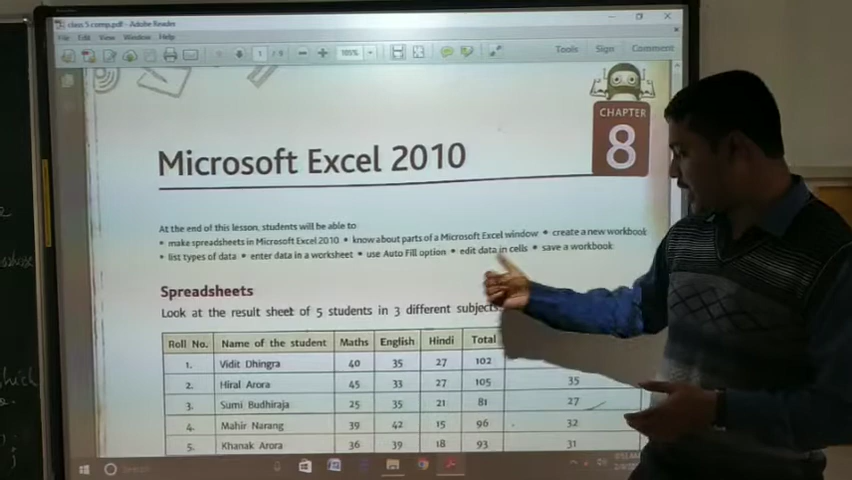 class 5 comp.pdf - Adobe Reader
File Edit View Window Help
1 / 9 105% Tools Sign Comment
CHAPTER
8
Microsoft Excel 2010
At the end of this lesson, students will be able to
• make spreadsheets in Microsoft Excel 2010 • know about parts of a Microsoft Excel window • create a new workbook
• list types of data • enter data in a worksheet • use Auto Fill option • edit data in cells • save a workbook
Spreadsheets
Look at the result sheet of 5 students in 3 different subjects.
Roll No. Name of the student Maths English Hindi Total
1. Vidit Dhingra 40 35 27 102
2. Hiral Arora 45 33 27 105 35
3. Sumi Budhiraja 25 35 21 81 27
4. Mahir Narang 39 42 15 96 32
5. Khanak Arora 36 39 18 93 31